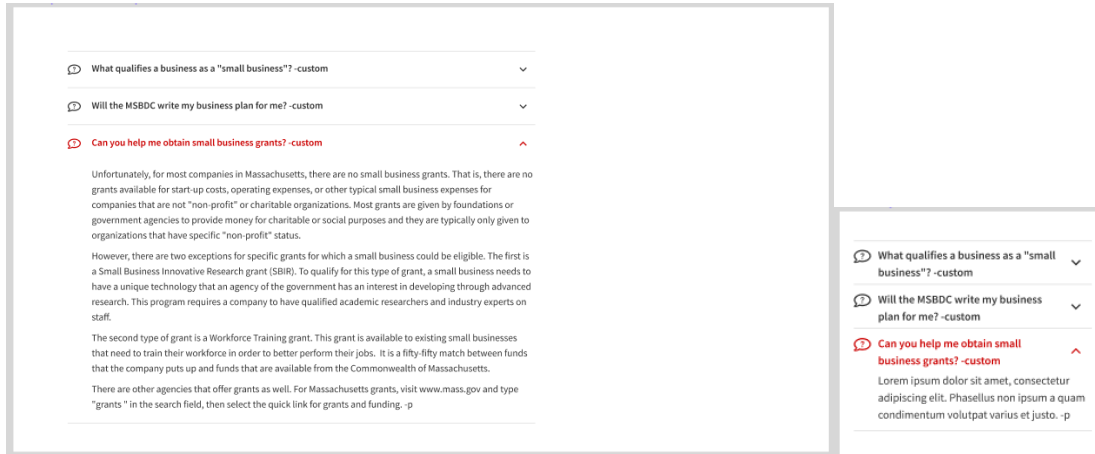 What qualifies a business as a "small business"? -custom
Will the MSBDC write my business plan for me? -custom
Can you help me obtain small business grants? -custom
Unfortunately, for most companies in Massachusetts, there are no small business grants. That is, there are no
grants available for start-up costs, operating expenses, or other typical small business expenses for
companies that are not "non-profit" or charitable organizations. Most grants are given by foundations or
government agencies to provide money for charitable or social purposes and they are typically only given to
organizations that have specific "non-profit" status.
However, there are two exceptions for specific grants for which a small business could be eligible. The first is
a Small Business Innovative Research grant (SBIR). To qualify for this type of grant, a small business needs to
have a unique technology that an agency of the government has an interest in developing through advanced
research. This program requires a company to have qualified academic researchers and industry experts on
staff.
The second type of grant is a Workforce Training grant. This grant is available to existing small businesses
that need to train their workforce in order to better perform their jobs.  It is a fifty-fifty match between funds
that the company puts up and funds that are available from the Commonwealth of Massachusetts.
There are other agencies that offer grants as well. For Massachusetts grants, visit www.mass.gov and type
"grants " in the search field, then select the quick link for grants and funding. -p
What qualifies a business as a "small
business"? -custom
Will the MSBDC write my business
plan for me? -custom
Can you help me obtain small
business grants? -custom
Lorem ipsum dolor sit amet, consectetur
adipiscing elit. Phasellus non ipsum a quam
condimentum volutpat varius et justo. -p